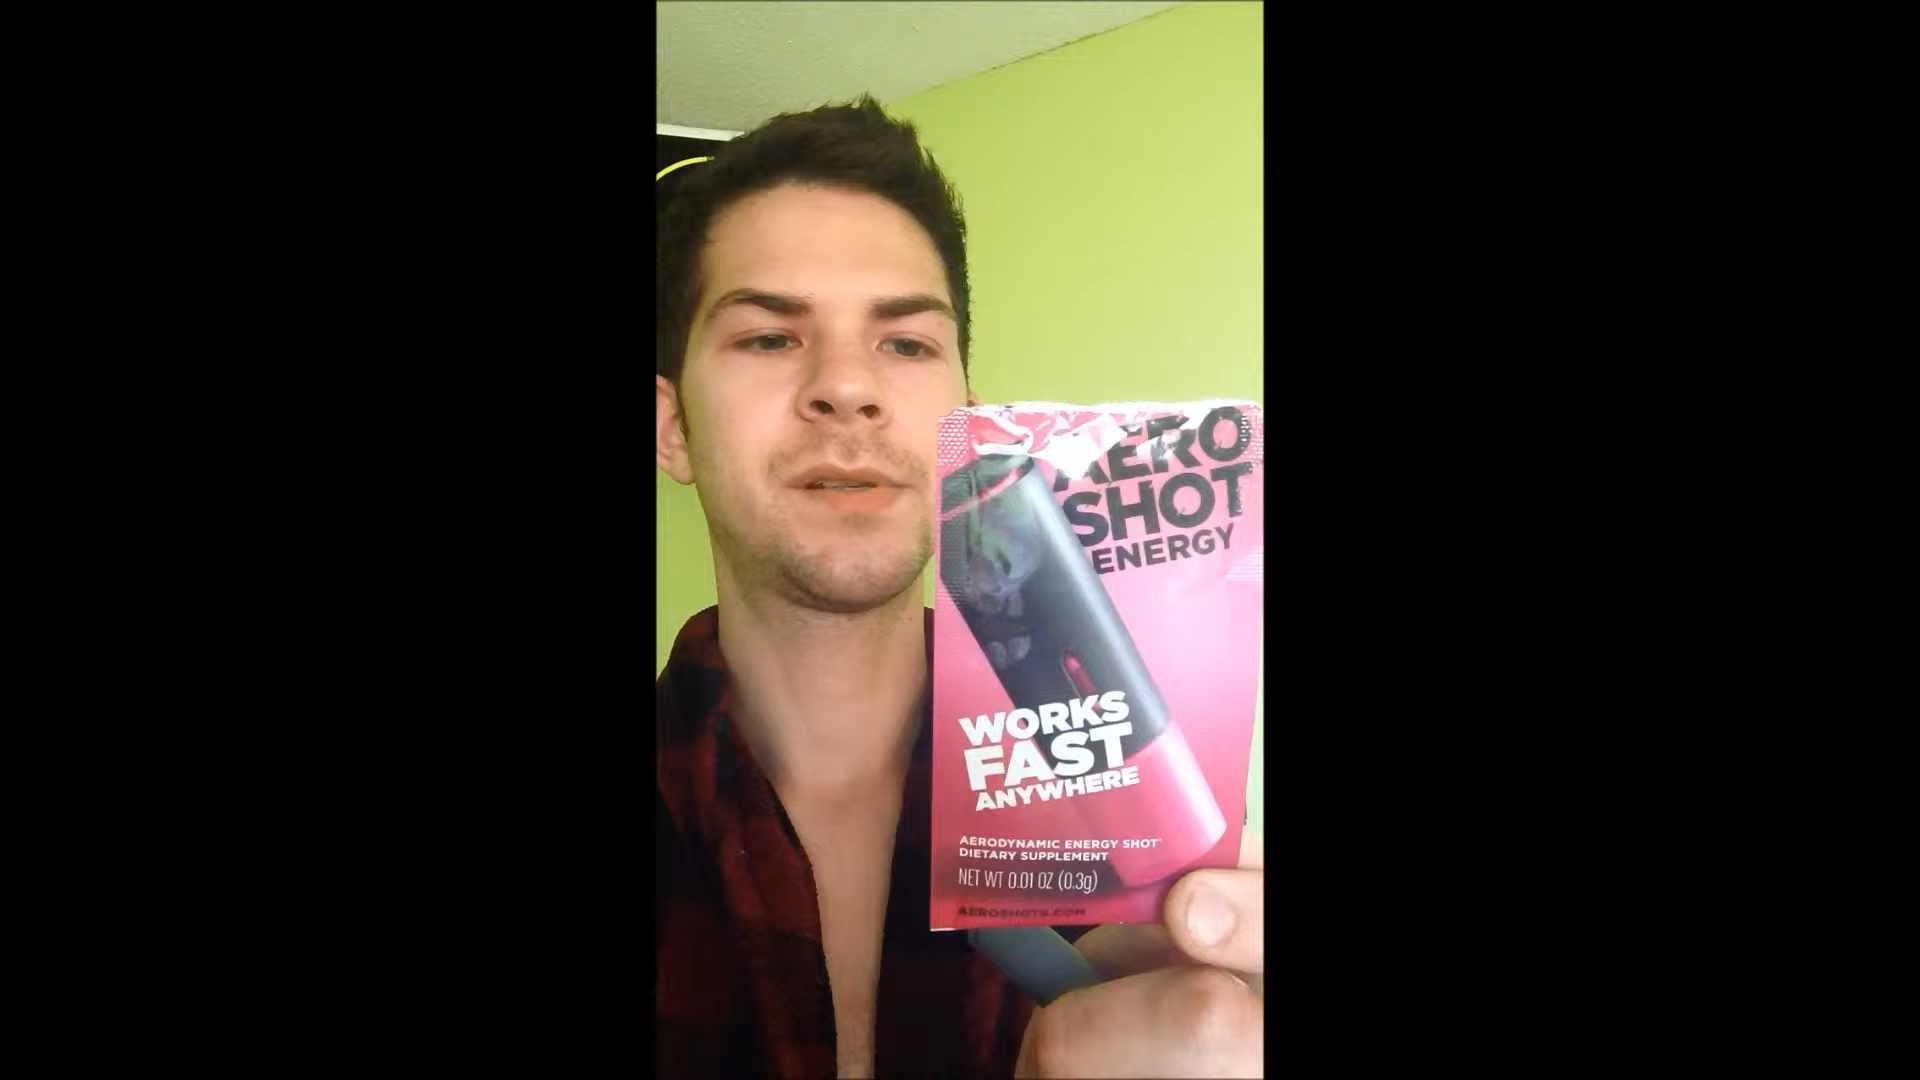 AERO
SHOT
ENERGY
WORKS
FAST
ANYWHERE
AERODYNAMIC ENERGY SHOT
DIETARY SUPPLEMENT
NET WT 0.01 OZ (0.3g)
AEROSHOTS.COM